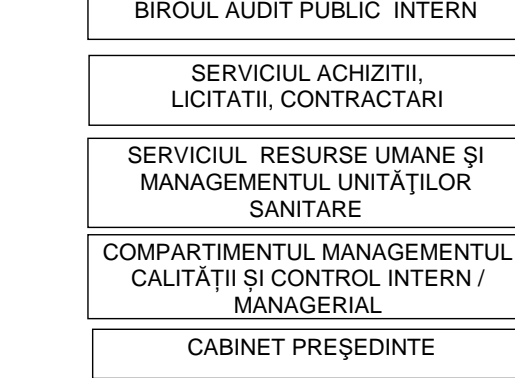 BIROUL AUDIT PUBLIC INTERN
SERVICIUL ACHIZITII,
LICITATII, CONTRACTARI
SERVICIUL RESURSE UMANE ŞI
MANAGEMENTUL UNITĂŢILOR
SANITARE
COMPARTIMENTUL MANAGEMENTUL
CALITĂȚII ȘI CONTROL INTERN /
MANAGERIAL
CABINET PREŞEDINTE